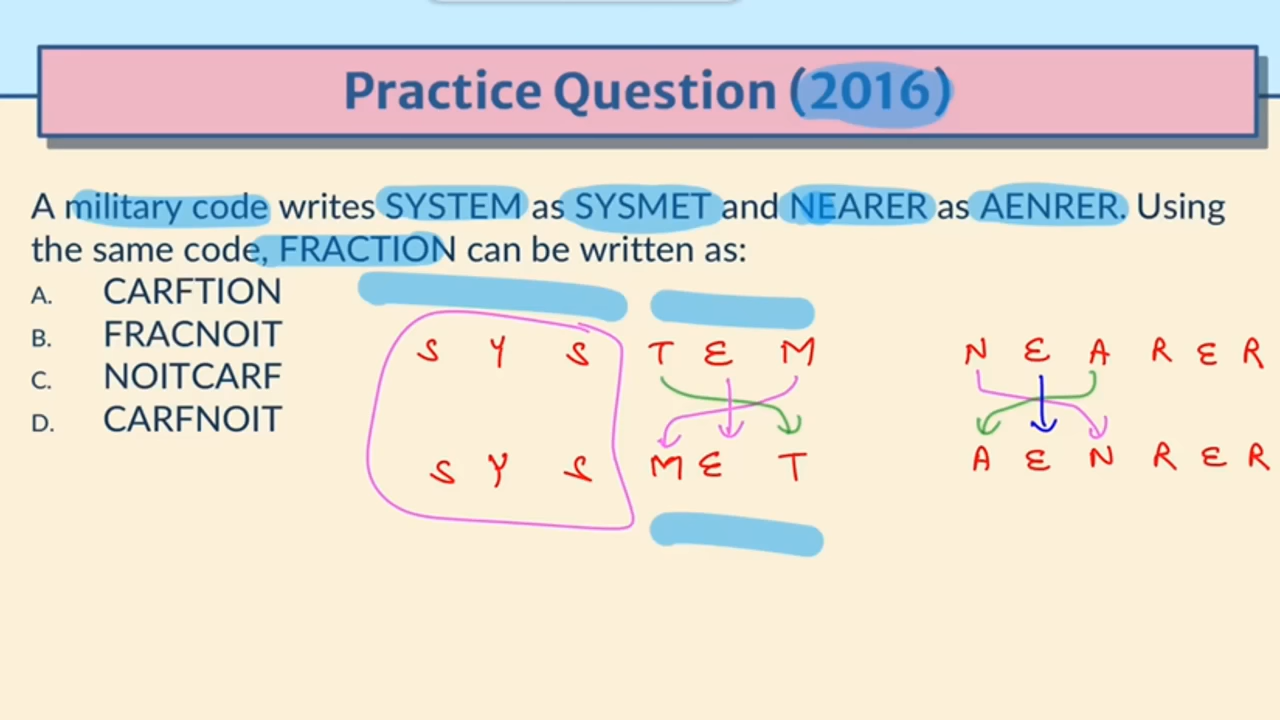 Practice Question (2016)
A military code writes SYSTEM as SYSMET and NEARER as AENRER. Using
the same code, FRACTION can be written as:
A. CARFTION
B. FRACNOIT
C. NOITCARF
D. CARFNOIT
S Y S T E M N E A R E R
S Y S M E T A E N R E R